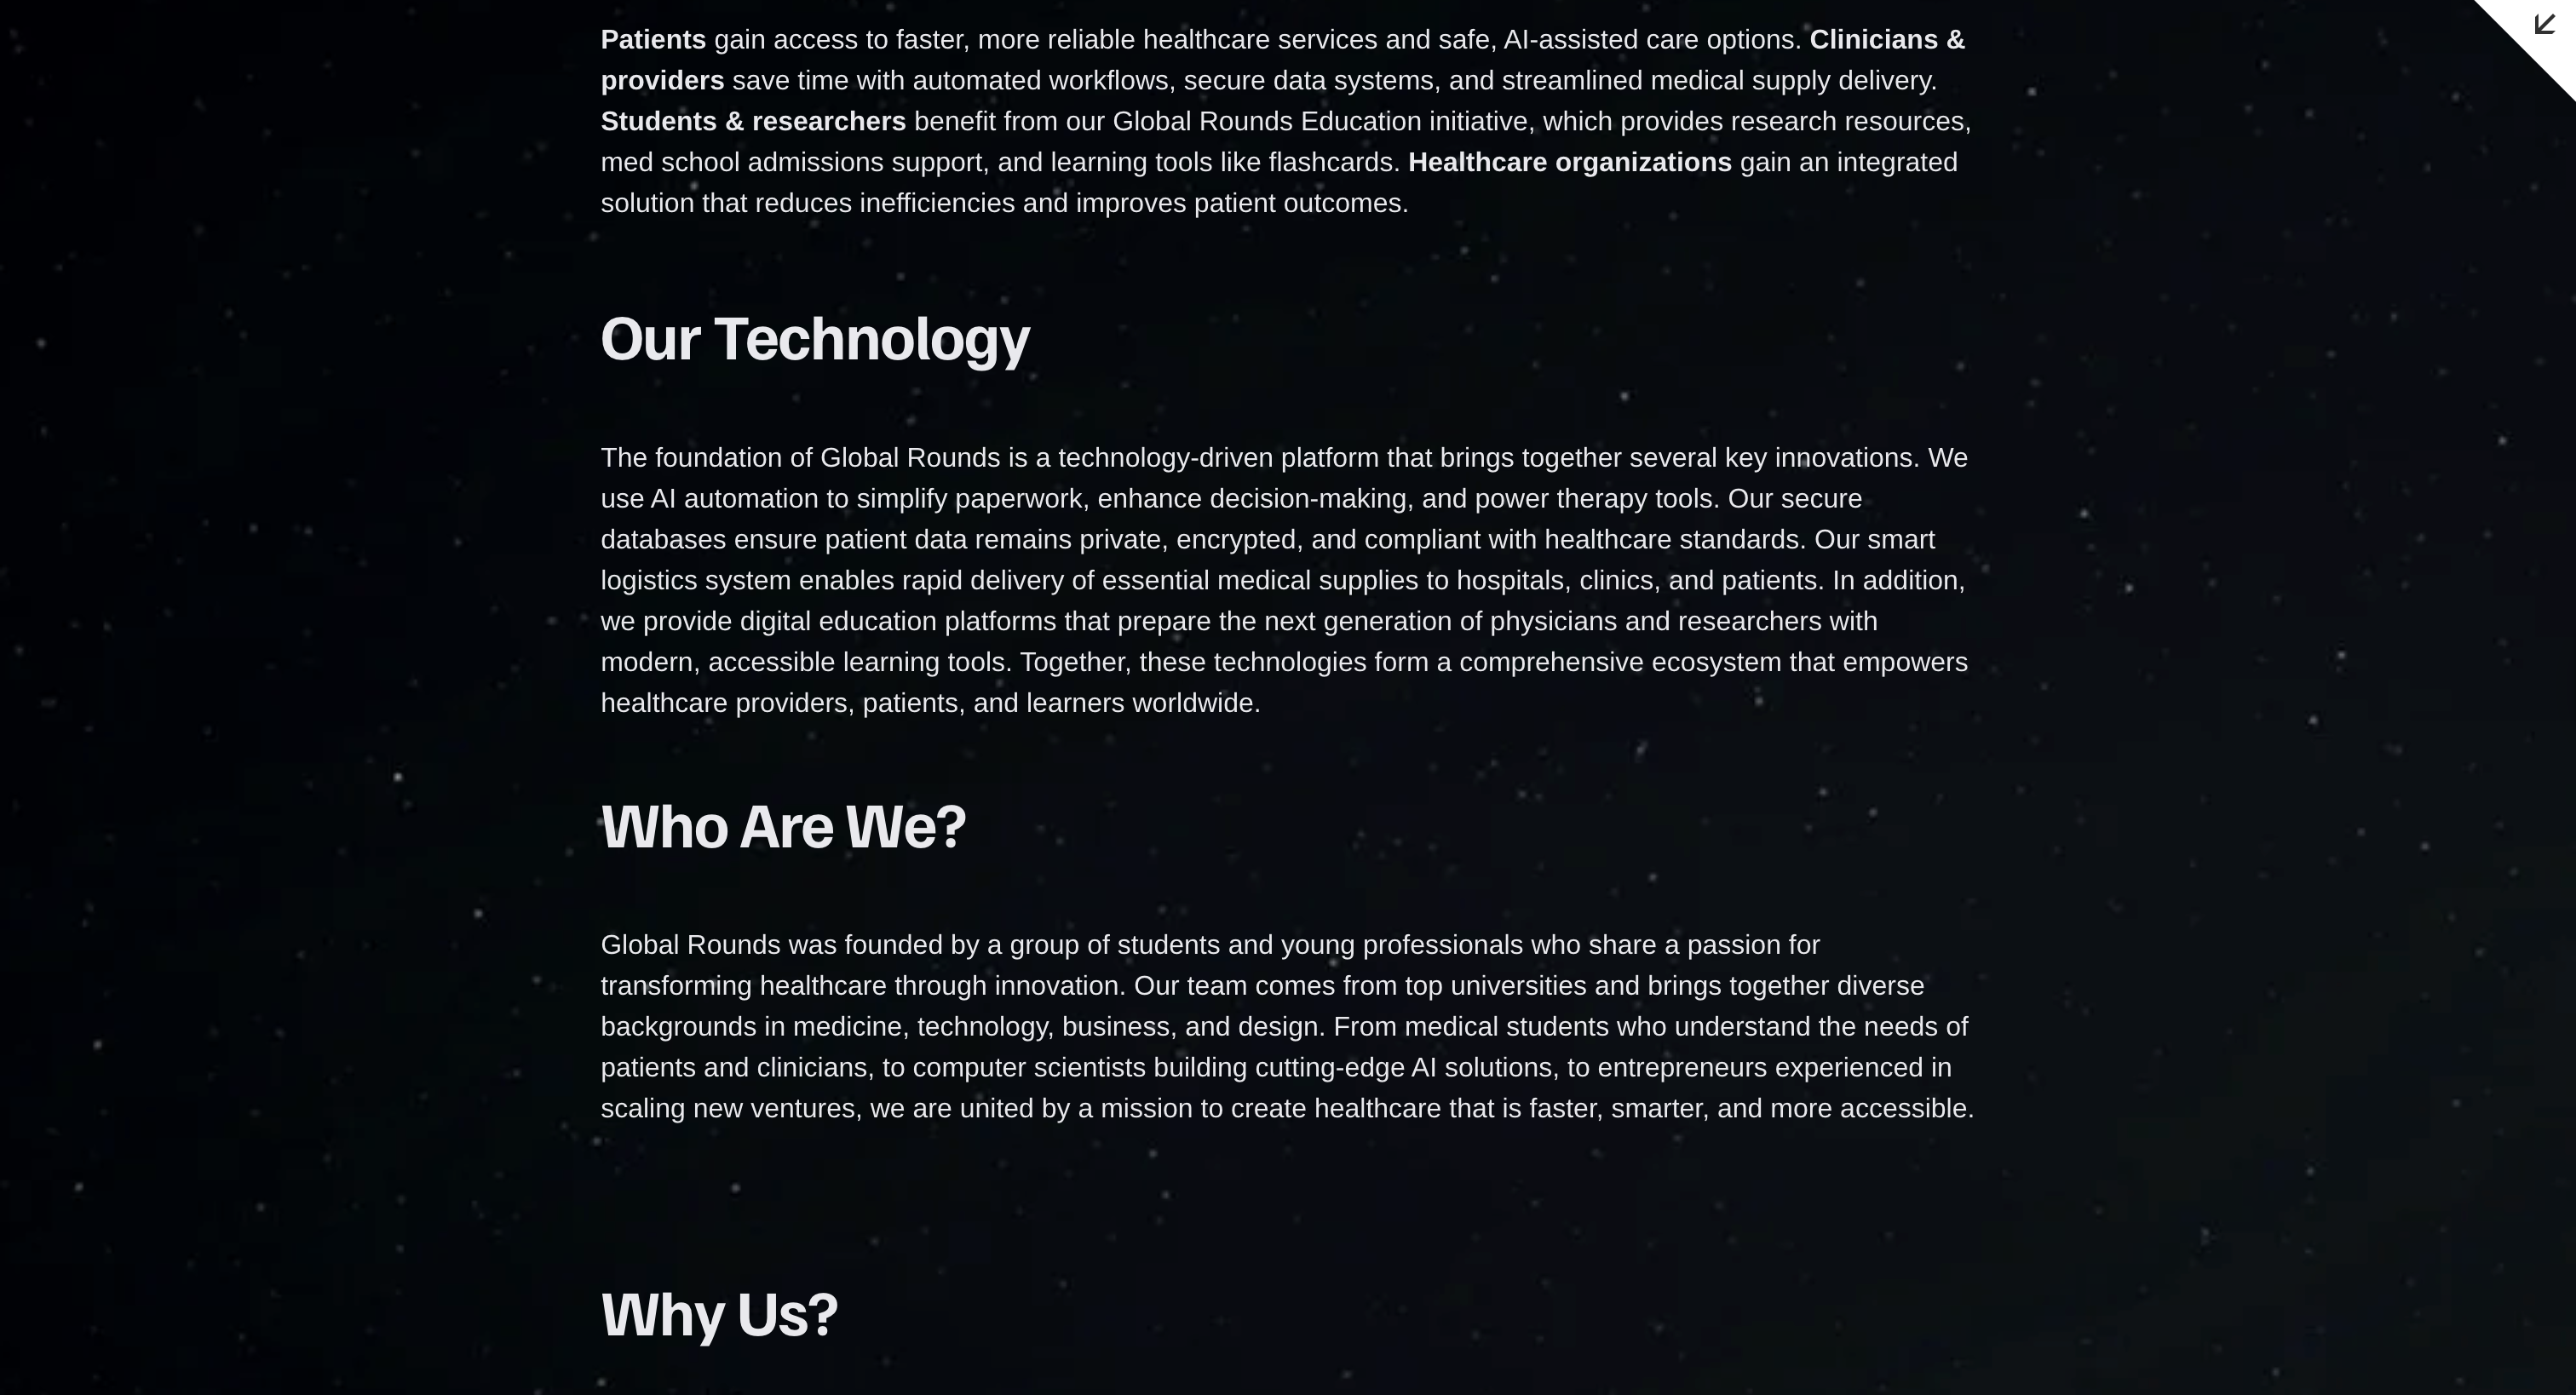 Patients gain access to faster, more reliable healthcare services and safe, AI-assisted care options. Clinicians &
providers save time with automated workflows, secure data systems, and streamlined medical supply delivery.
Students & researchers benefit from our Global Rounds Education initiative, which provides research resources,
med school admissions support, and learning tools like flashcards. Healthcare organizations gain an integrated
solution that reduces inefficiencies and improves patient outcomes.
Our Technology
The foundation of Global Rounds is a technology-driven platform that brings together several key innovations. We
use AI automation to simplify paperwork, enhance decision-making, and power therapy tools. Our secure
databases ensure patient data remains private, encrypted, and compliant with healthcare standards. Our smart
logistics system enables rapid delivery of essential medical supplies to hospitals, clinics, and patients. In addition,
we provide digital education platforms that prepare the next generation of physicians and researchers with
modern, accessible learning tools. Together, these technologies form a comprehensive ecosystem that empowers
healthcare providers, patients, and learners worldwide.
Who Are We?
Global Rounds was founded by a group of students and young professionals who share a passion for
transforming healthcare through innovation. Our team comes from top universities and brings together diverse
backgrounds in medicine, technology, business, and design. From medical students who understand the needs of
patients and clinicians, to computer scientists building cutting-edge AI solutions, to entrepreneurs experienced in
scaling new ventures, we are united by a mission to create healthcare that is faster, smarter, and more accessible.
Why Us?